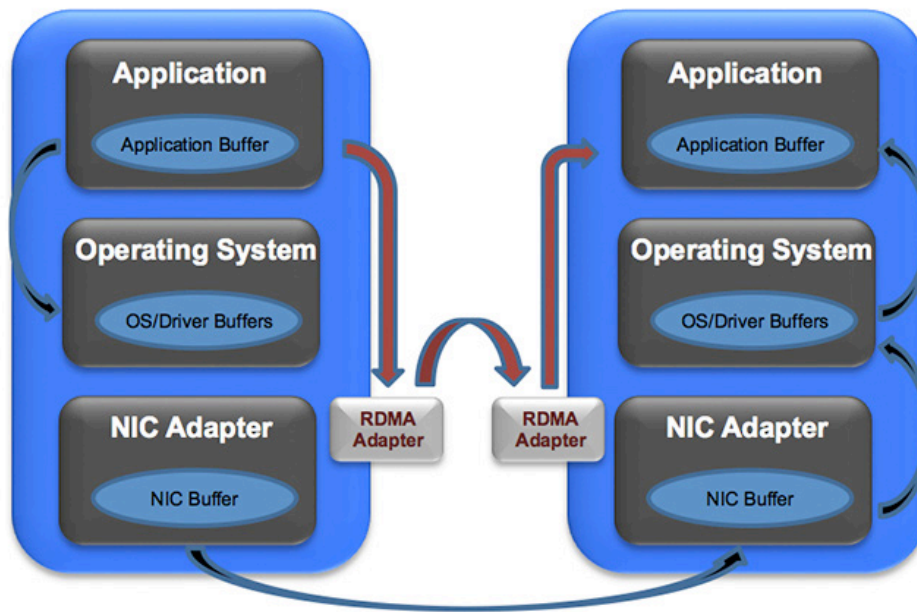 Application
Application Buffer
Operating System
OS/Driver Buffers
NIC Adapter
NIC Buffer
RDMA
Adapter
RDMA
Adapter
Application
Application Buffer
Operating System
OS/Driver Buffers
NIC Adapter
NIC Buffer